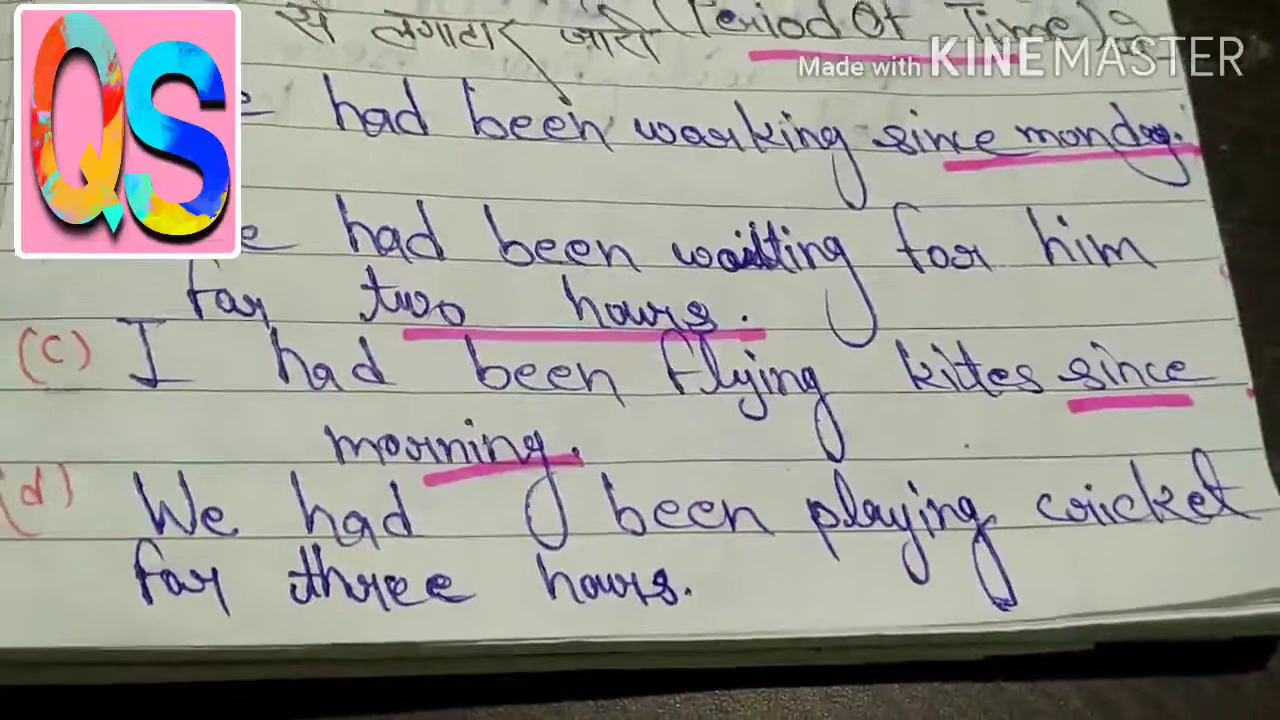 से लगातार जारी (Period Of Time)
Made with KINEMASTER
QS
had been working since monday.
had been waiting for him
for two hours.
(c) I had been flying kites since
morning.
(d) We had been playing cricket
for three hours.